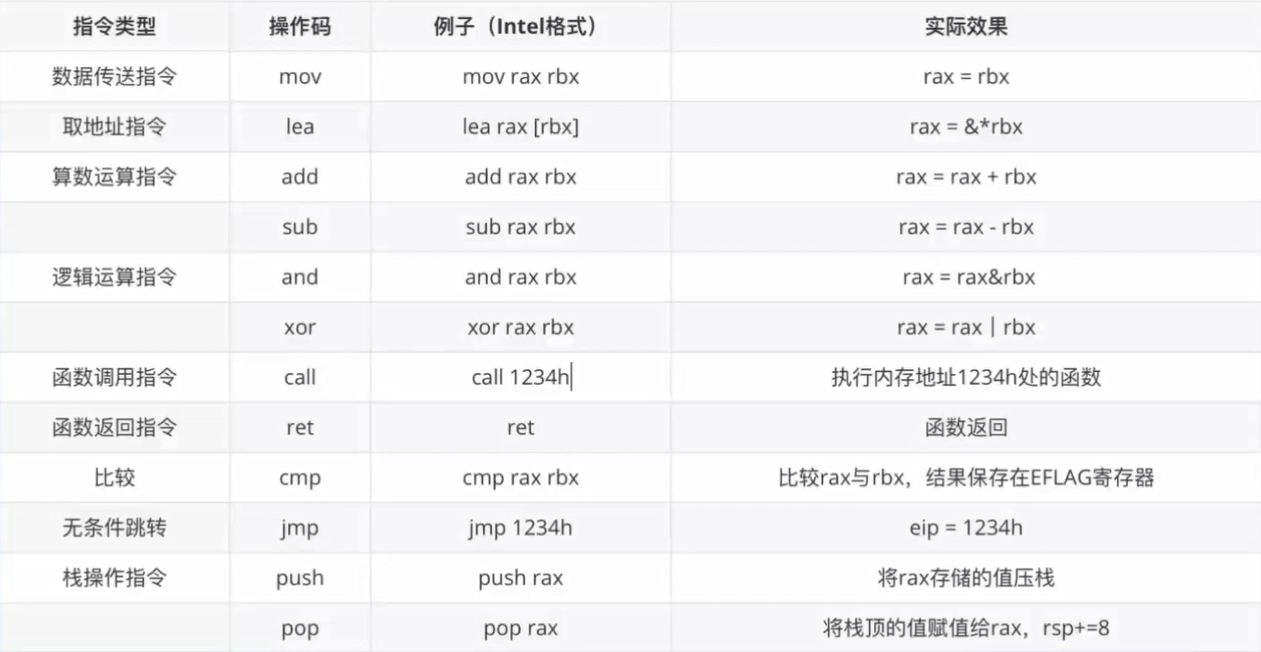 指令类型 操作码 例子（Intel格式） 实际效果
数据传送指令 mov mov rax rbx rax = rbx
取地址指令 lea lea rax [rbx] rax = &*rbx
算数运算指令 add add rax rbx rax = rax + rbx
sub sub rax rbx rax = rax - rbx
逻辑运算指令 and and rax rbx rax = rax&rbx
xor xor rax rbx rax = rax | rbx
函数调用指令 call call 1234h 执行内存地址1234h处的函数
函数返回指令 ret ret 函数返回
比较 cmp cmp rax rbx 比较rax与rbx，结果保存在EFLAG寄存器
无条件跳转 jmp jmp 1234h eip = 1234h
栈操作指令 push push rax 将rax存储的值压栈
pop pop rax 将栈顶的值赋值给rax，rsp+=8